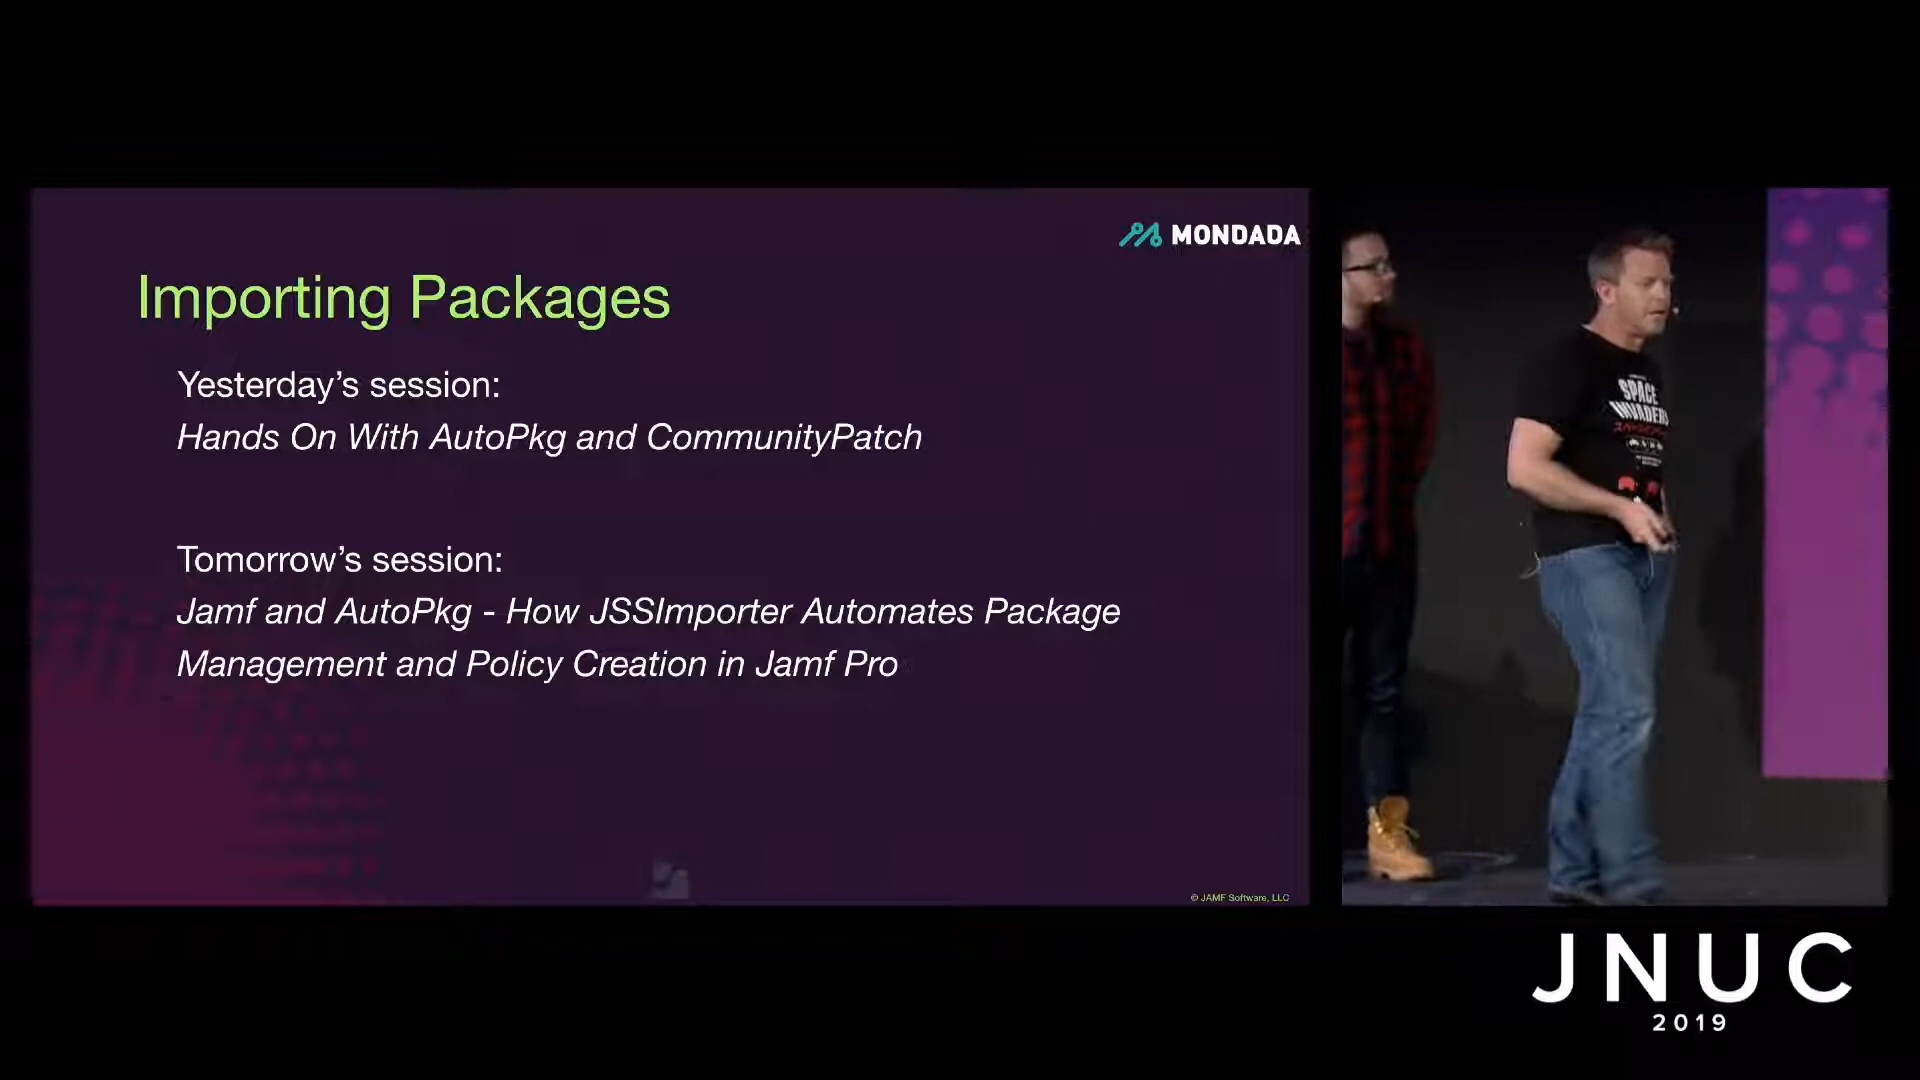 MONDADA
Importing Packages
Yesterday’s session:
Hands On With AutoPkg and CommunityPatch
Tomorrow’s session:
Jamf and AutoPkg - How JSSImporter Automates Package
Management and Policy Creation in Jamf Pro
© JAMF Software, LLC
SPACE
INVADERS
JNUC
2019